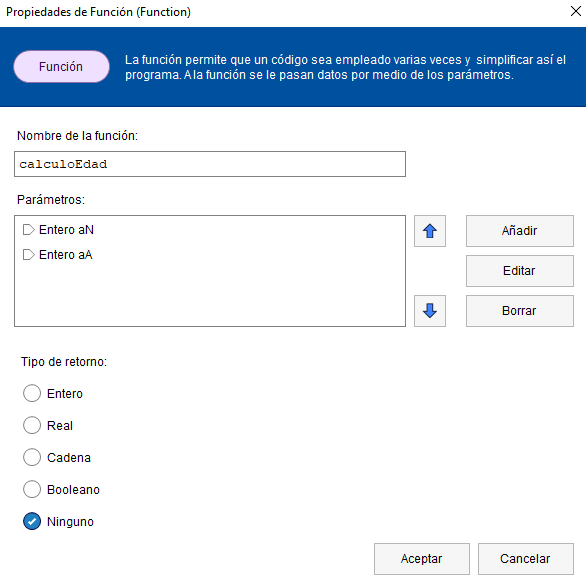 Propiedades de Función (Function)
Función
La función permite que un código sea empleado varias veces y simplificar así el
programa. A la función se le pasan datos por medio de los parámetros.
Nombre de la función:
calculoEdad
Parámetros:
Entero aN
Entero aA
Añadir
Editar
Borrar
Tipo de retorno:
Entero
Real
Cadena
Booleano
Ninguno
Aceptar
Cancelar